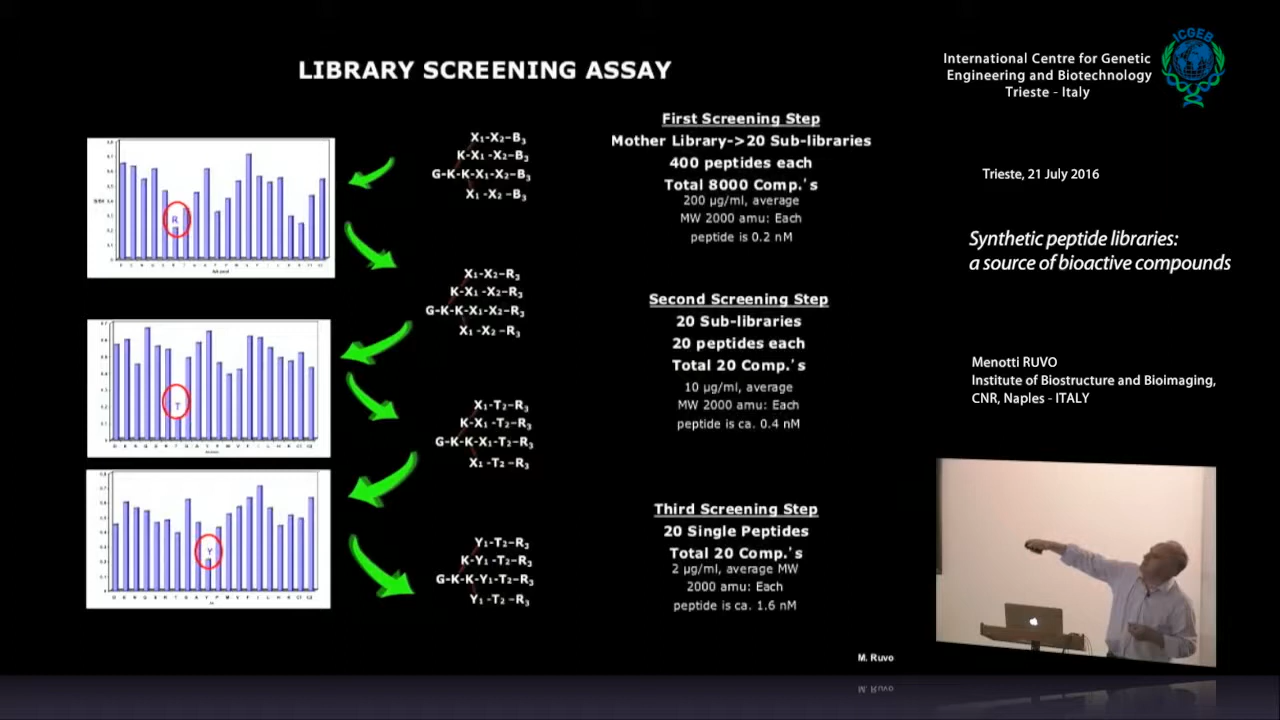 LIBRARY SCREENING ASSAY
ICGEB
International Centre for Genetic
Engineering and Biotechnology
Trieste - Italy
Trieste, 21 July 2016
Synthetic peptide libraries:
a source of bioactive compounds
Menotti RUVO
Institute of Biostructure and Bioimaging,
CNR, Naples - ITALY
R
X₁-X₂-B₃
K-X₁ -X₂-B₃
G-K-K-X₁-X₂-B₃
X₁ -X₂ -B₃
First Screening Step
Mother Library->20 Sub-libraries
400 peptides each
Total 8000 Comp.'s
200 µg/ml, average
MW 2000 amu: Each
peptide is 0.2 nM
T
X₁-X₂-R₃
K-X₁ -X₂-R₃
G-K-K-X₁-X₂-R₃
X₁ -X₂ -R₃
Second Screening Step
20 Sub-libraries
20 peptides each
Total 20 Comp.'s
10 µg/ml, average
MW 2000 amu: Each
peptide is ca. 0.4 nM
X₁-T₂-R₃
K-X₁ -T₂-R₃
G-K-K-X₁-T₂-R₃
X₁ -T₂ -R₃
Y
Y₁-T₂-R₃
K-Y₁ -T₂-R₃
G-K-K-Y₁-T₂-R₃
Y₁ -T₂ -R₃
Third Screening Step
20 Single Peptides
Total 20 Comp.'s
2 µg/ml, average MW
2000 amu: Each
peptide is ca. 1.6 nM
M. Ruvo